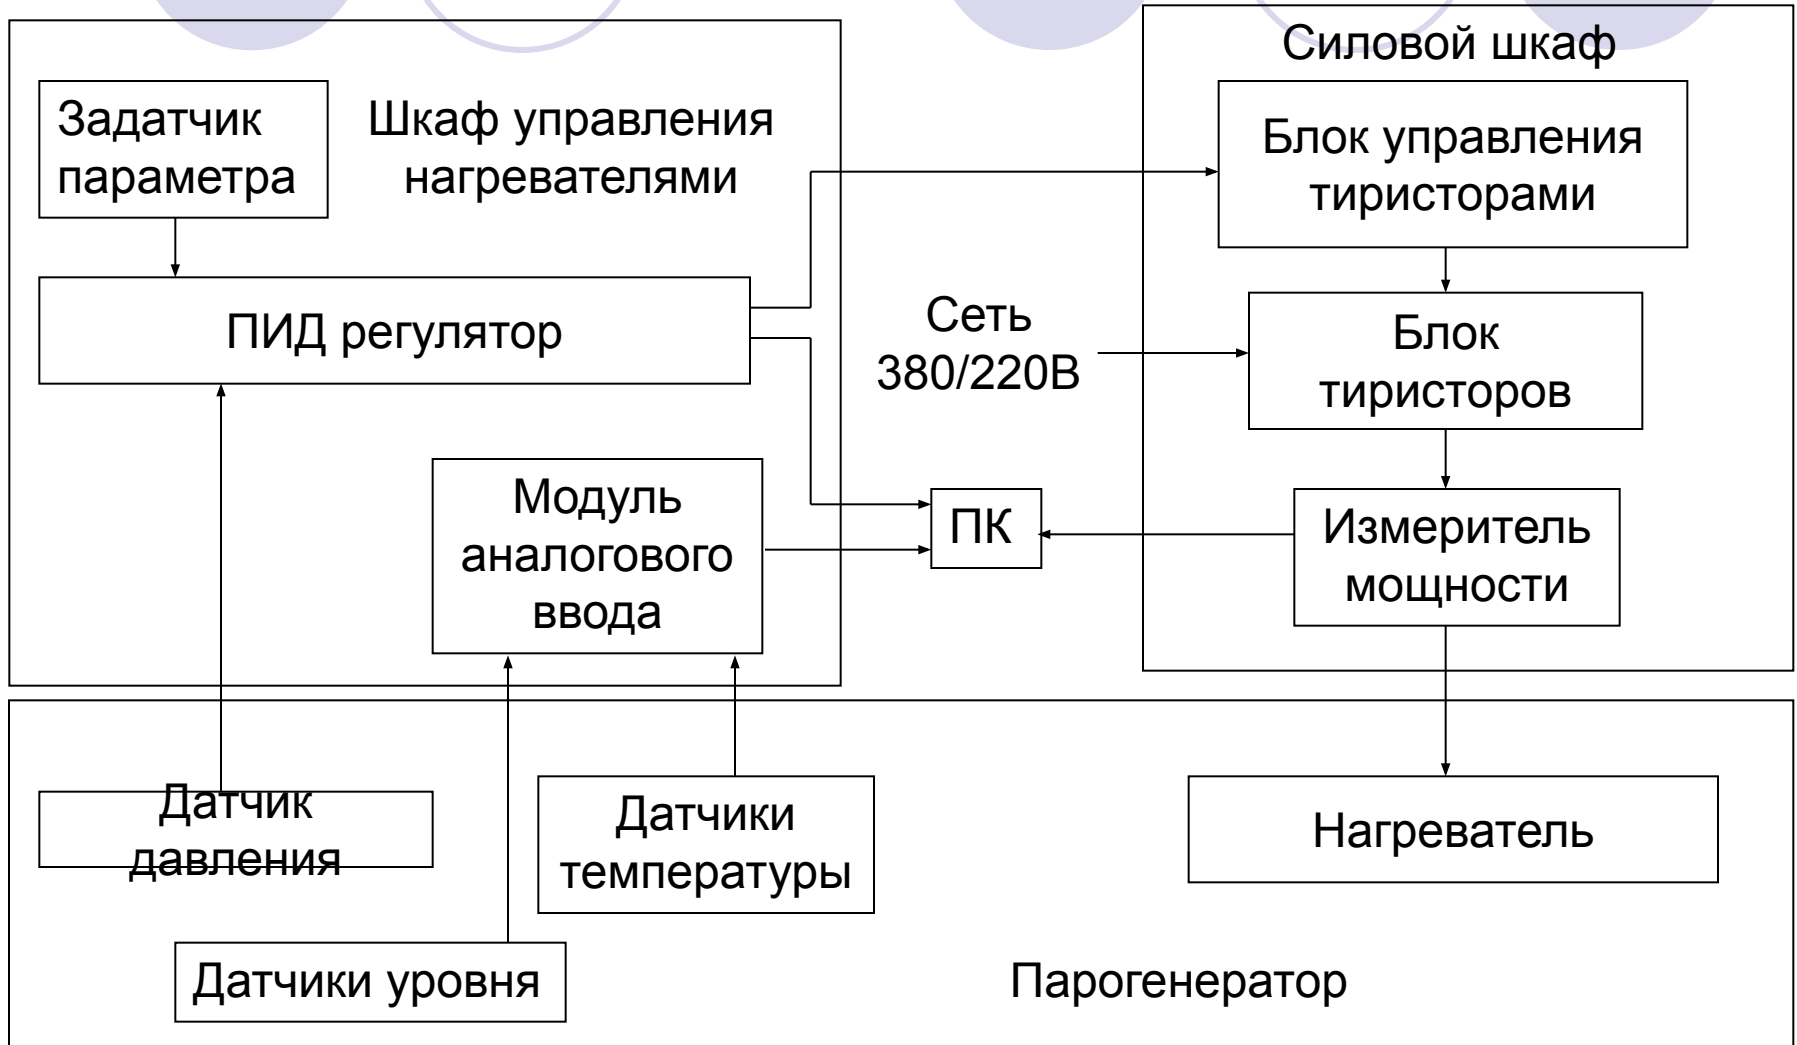 Силовой шкаф
Задатчик
параметра
Шкаф управления
нагревателями
Блок управления
тиристорами
ПИД регулятор
Сеть
380/220В
Блок
тиристоров
Модуль
аналогового
ввода
ПК
Измеритель
мощности
Датчик
давления
Датчики
температуры
Нагреватель
Датчики уровня
Парогенератор